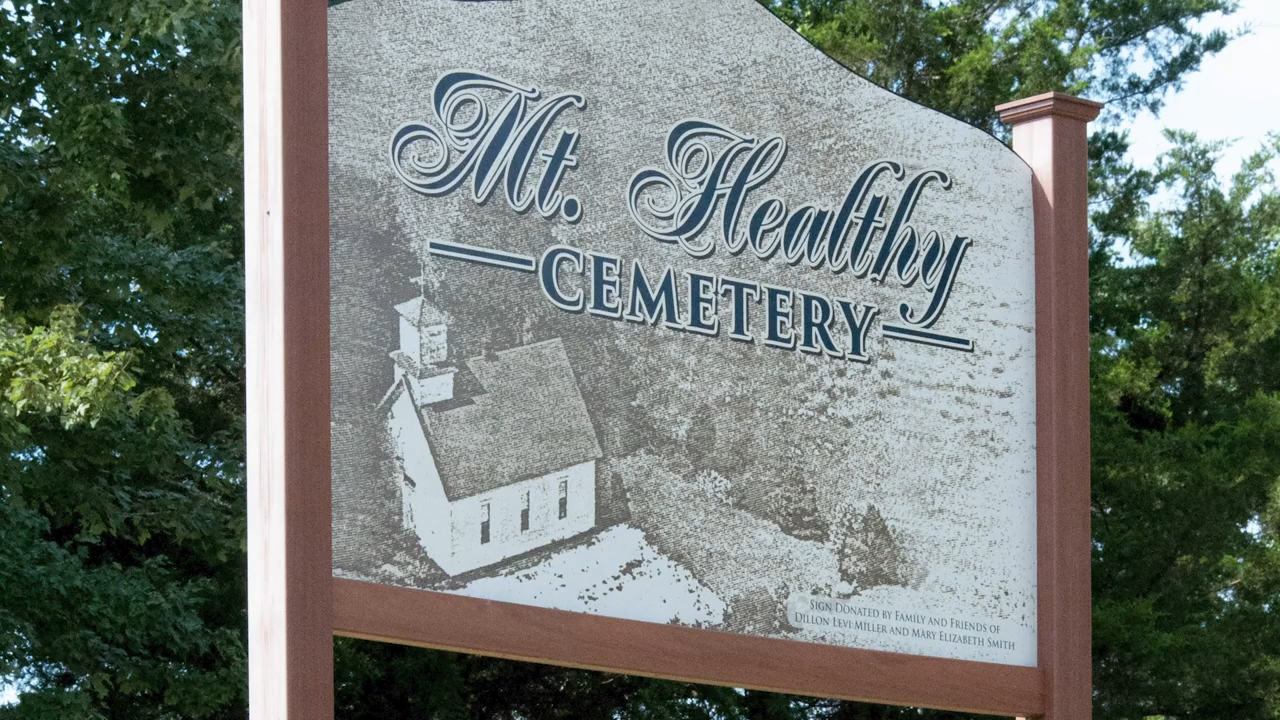 Mt. Healthy
CEMETERY
SIGN DONATED BY FAMILY AND FRIENDS OF
DILLON LEVI MILLER AND MARY ELIZABETH SMITH